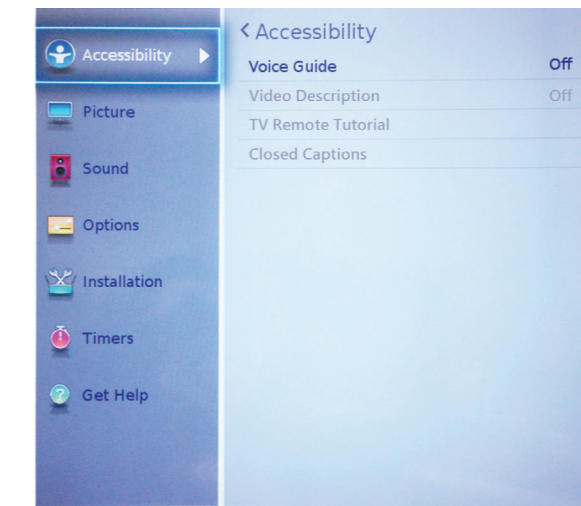 Accessibility
Picture
Sound
Options
Installation
Timers
Get Help
Accessibility
Voice Guide Off
Video Description Off
TV Remote Tutorial
Closed Captions